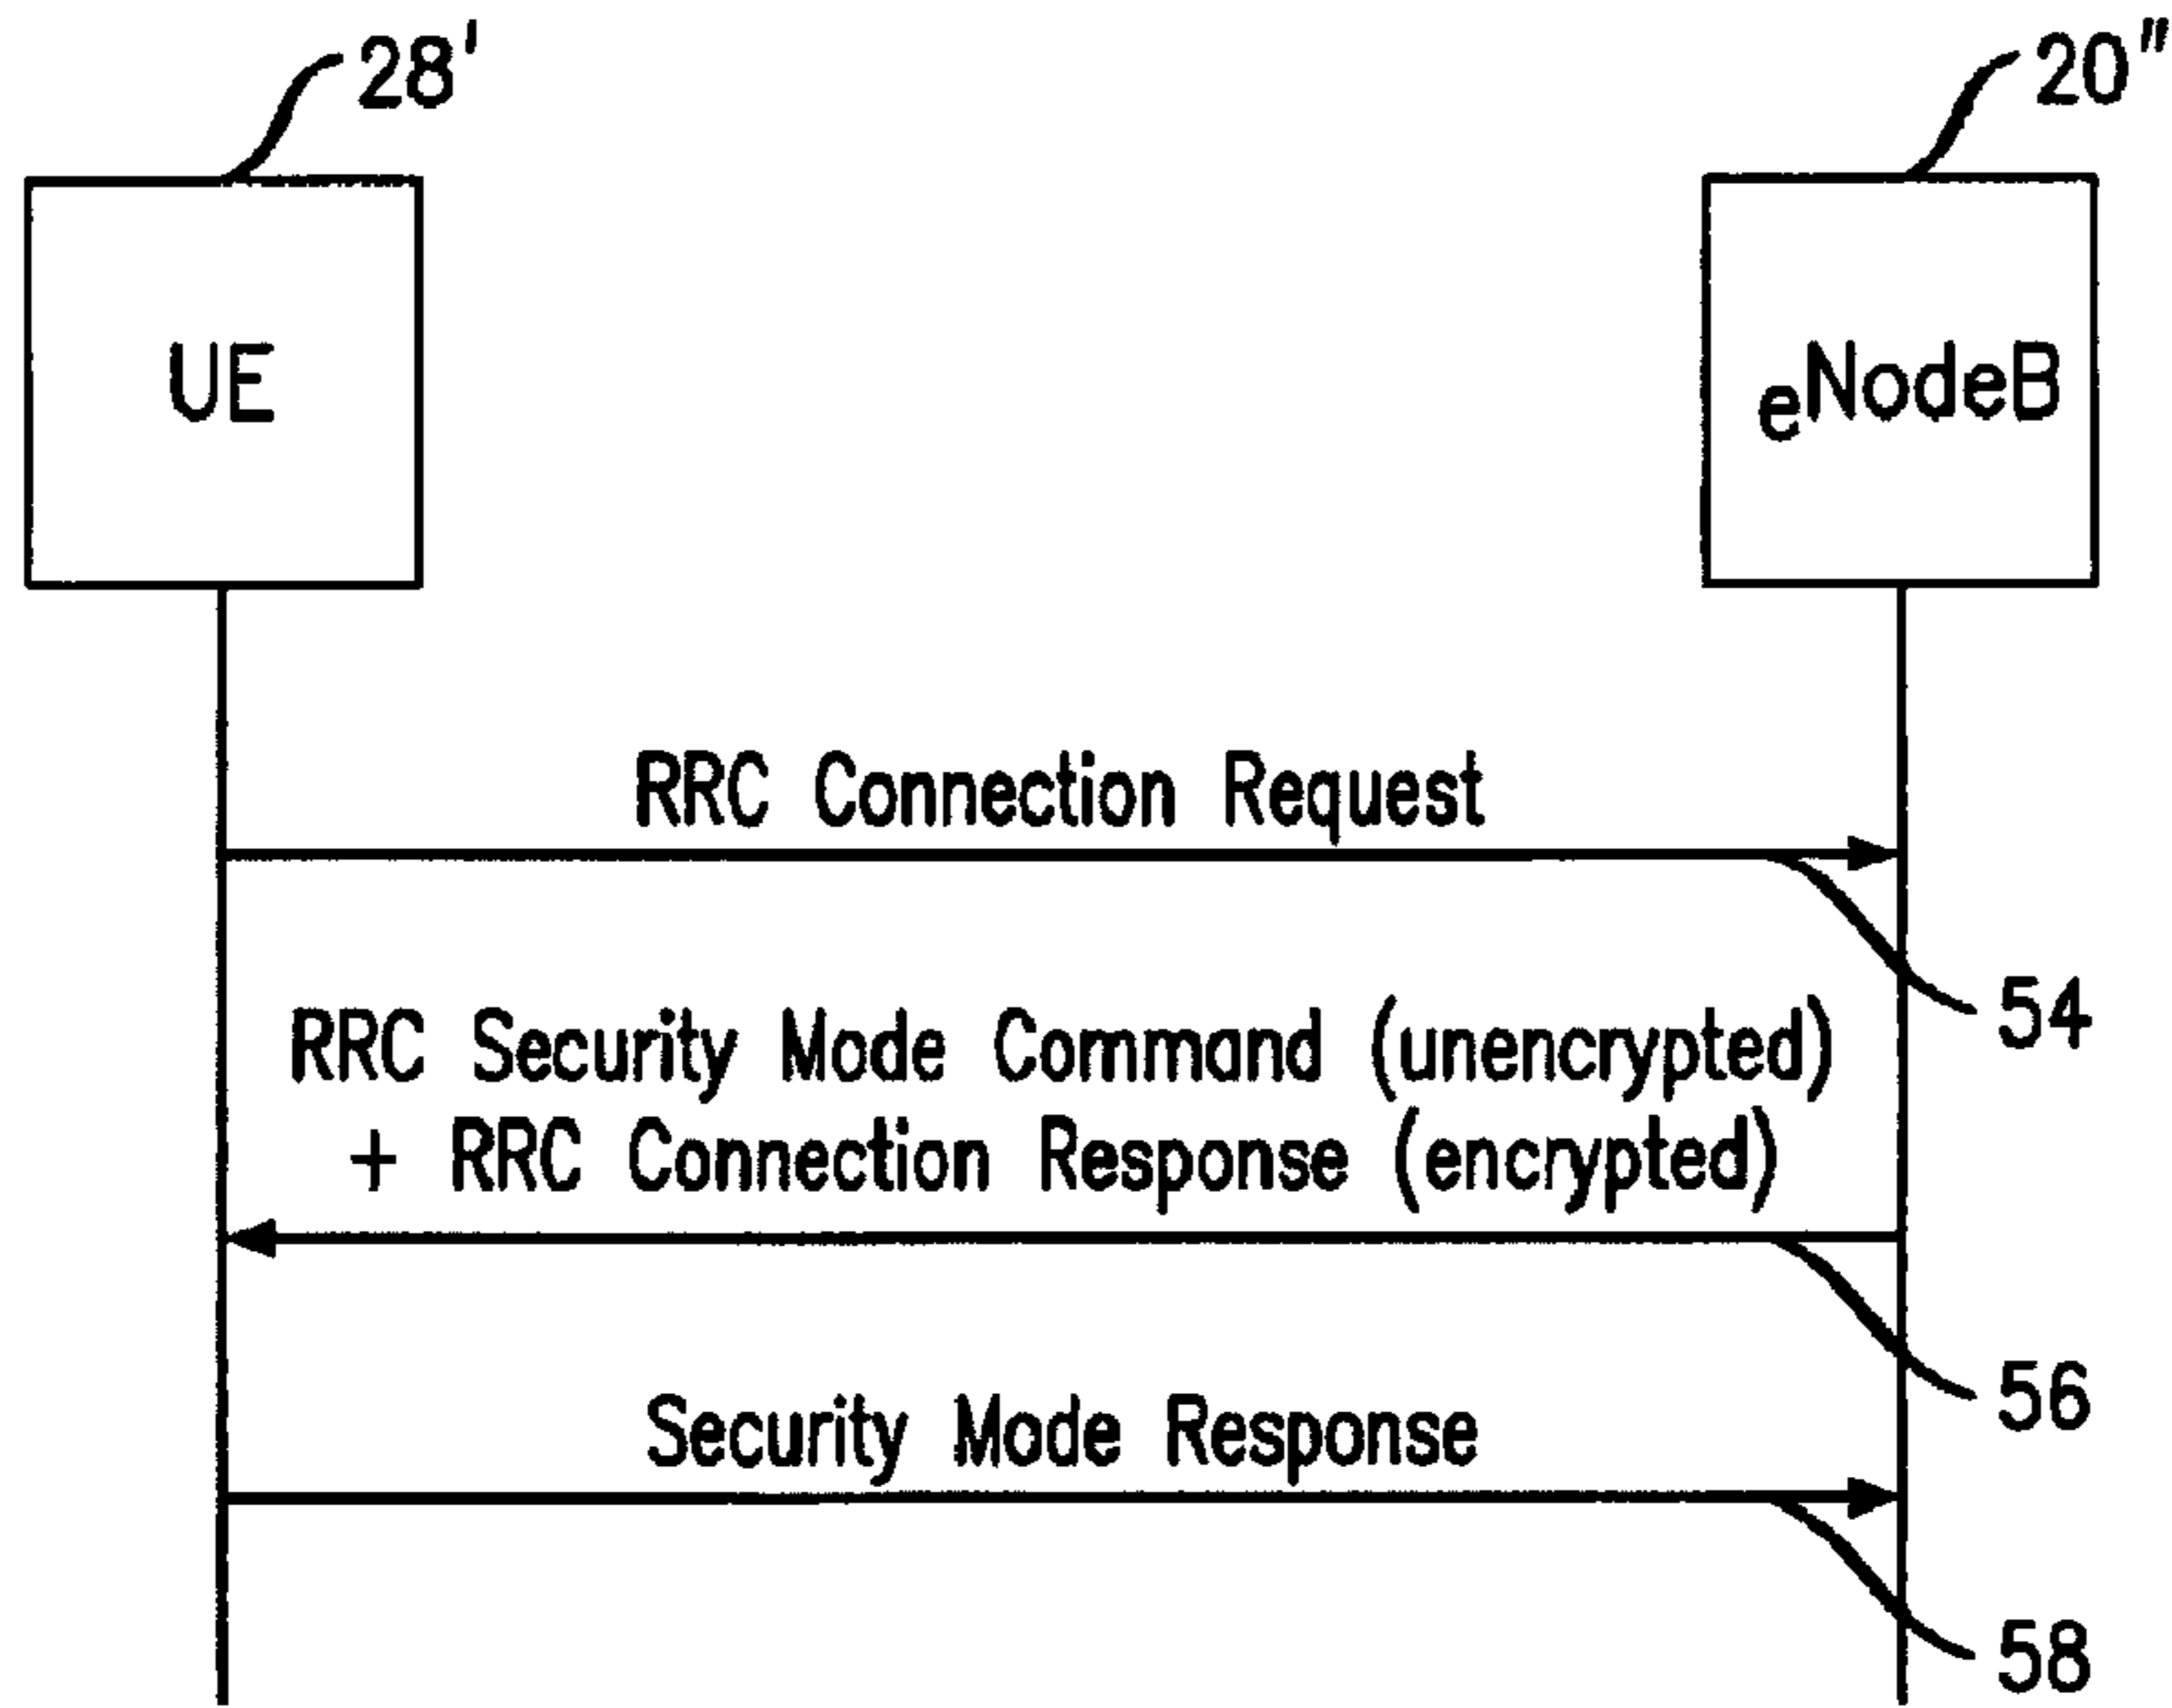 28'
20"
UE
eNodeB
RRC Connection Request
54
RRC Security Mode Command (unencrypted)
+ RRC Connection Response (encrypted)
56
Security Mode Response
58